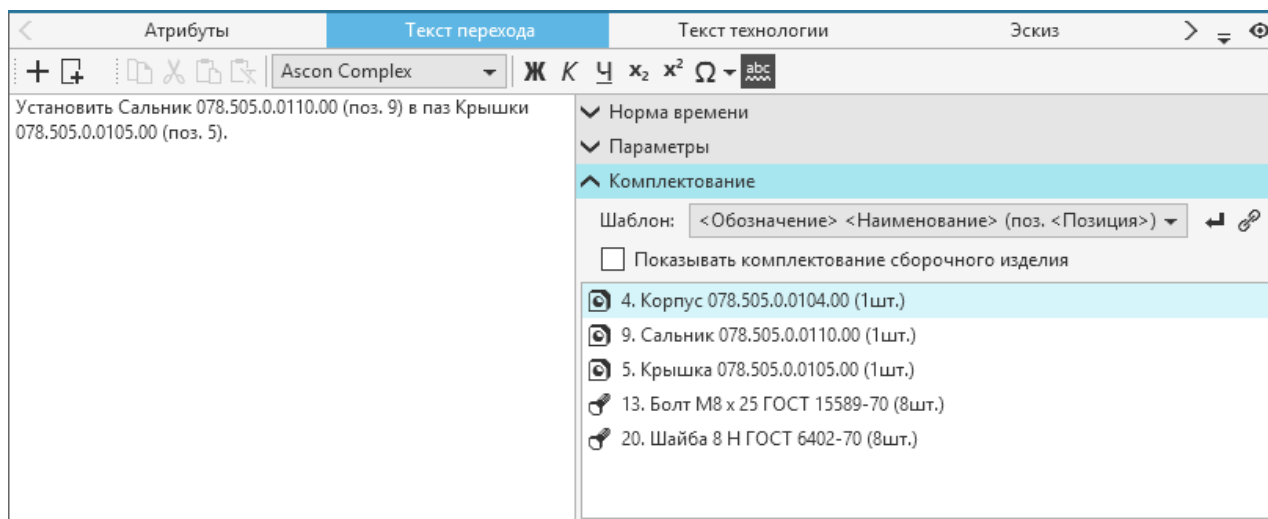 Атрибуты Текст перехода Текст технологии Эскиз
Ascon Complex Ж К Ч x₂ x² Ω abc
Установить Сальник 078.505.0.0110.00 (поз. 9) в паз Крышки
078.505.0.0105.00 (поз. 5).
Норма времени
Параметры
Комплектование
Шаблон: <Обозначение> <Наименование> (поз. <Позиция>)
Показывать комплектование сборочного изделия
4. Корпус 078.505.0.0104.00 (1шт.)
9. Сальник 078.505.0.0110.00 (1шт.)
5. Крышка 078.505.0.0105.00 (1шт.)
13. Болт М8 х 25 ГОСТ 15589-70 (8шт.)
20. Шайба 8 Н ГОСТ 6402-70 (8шт.)